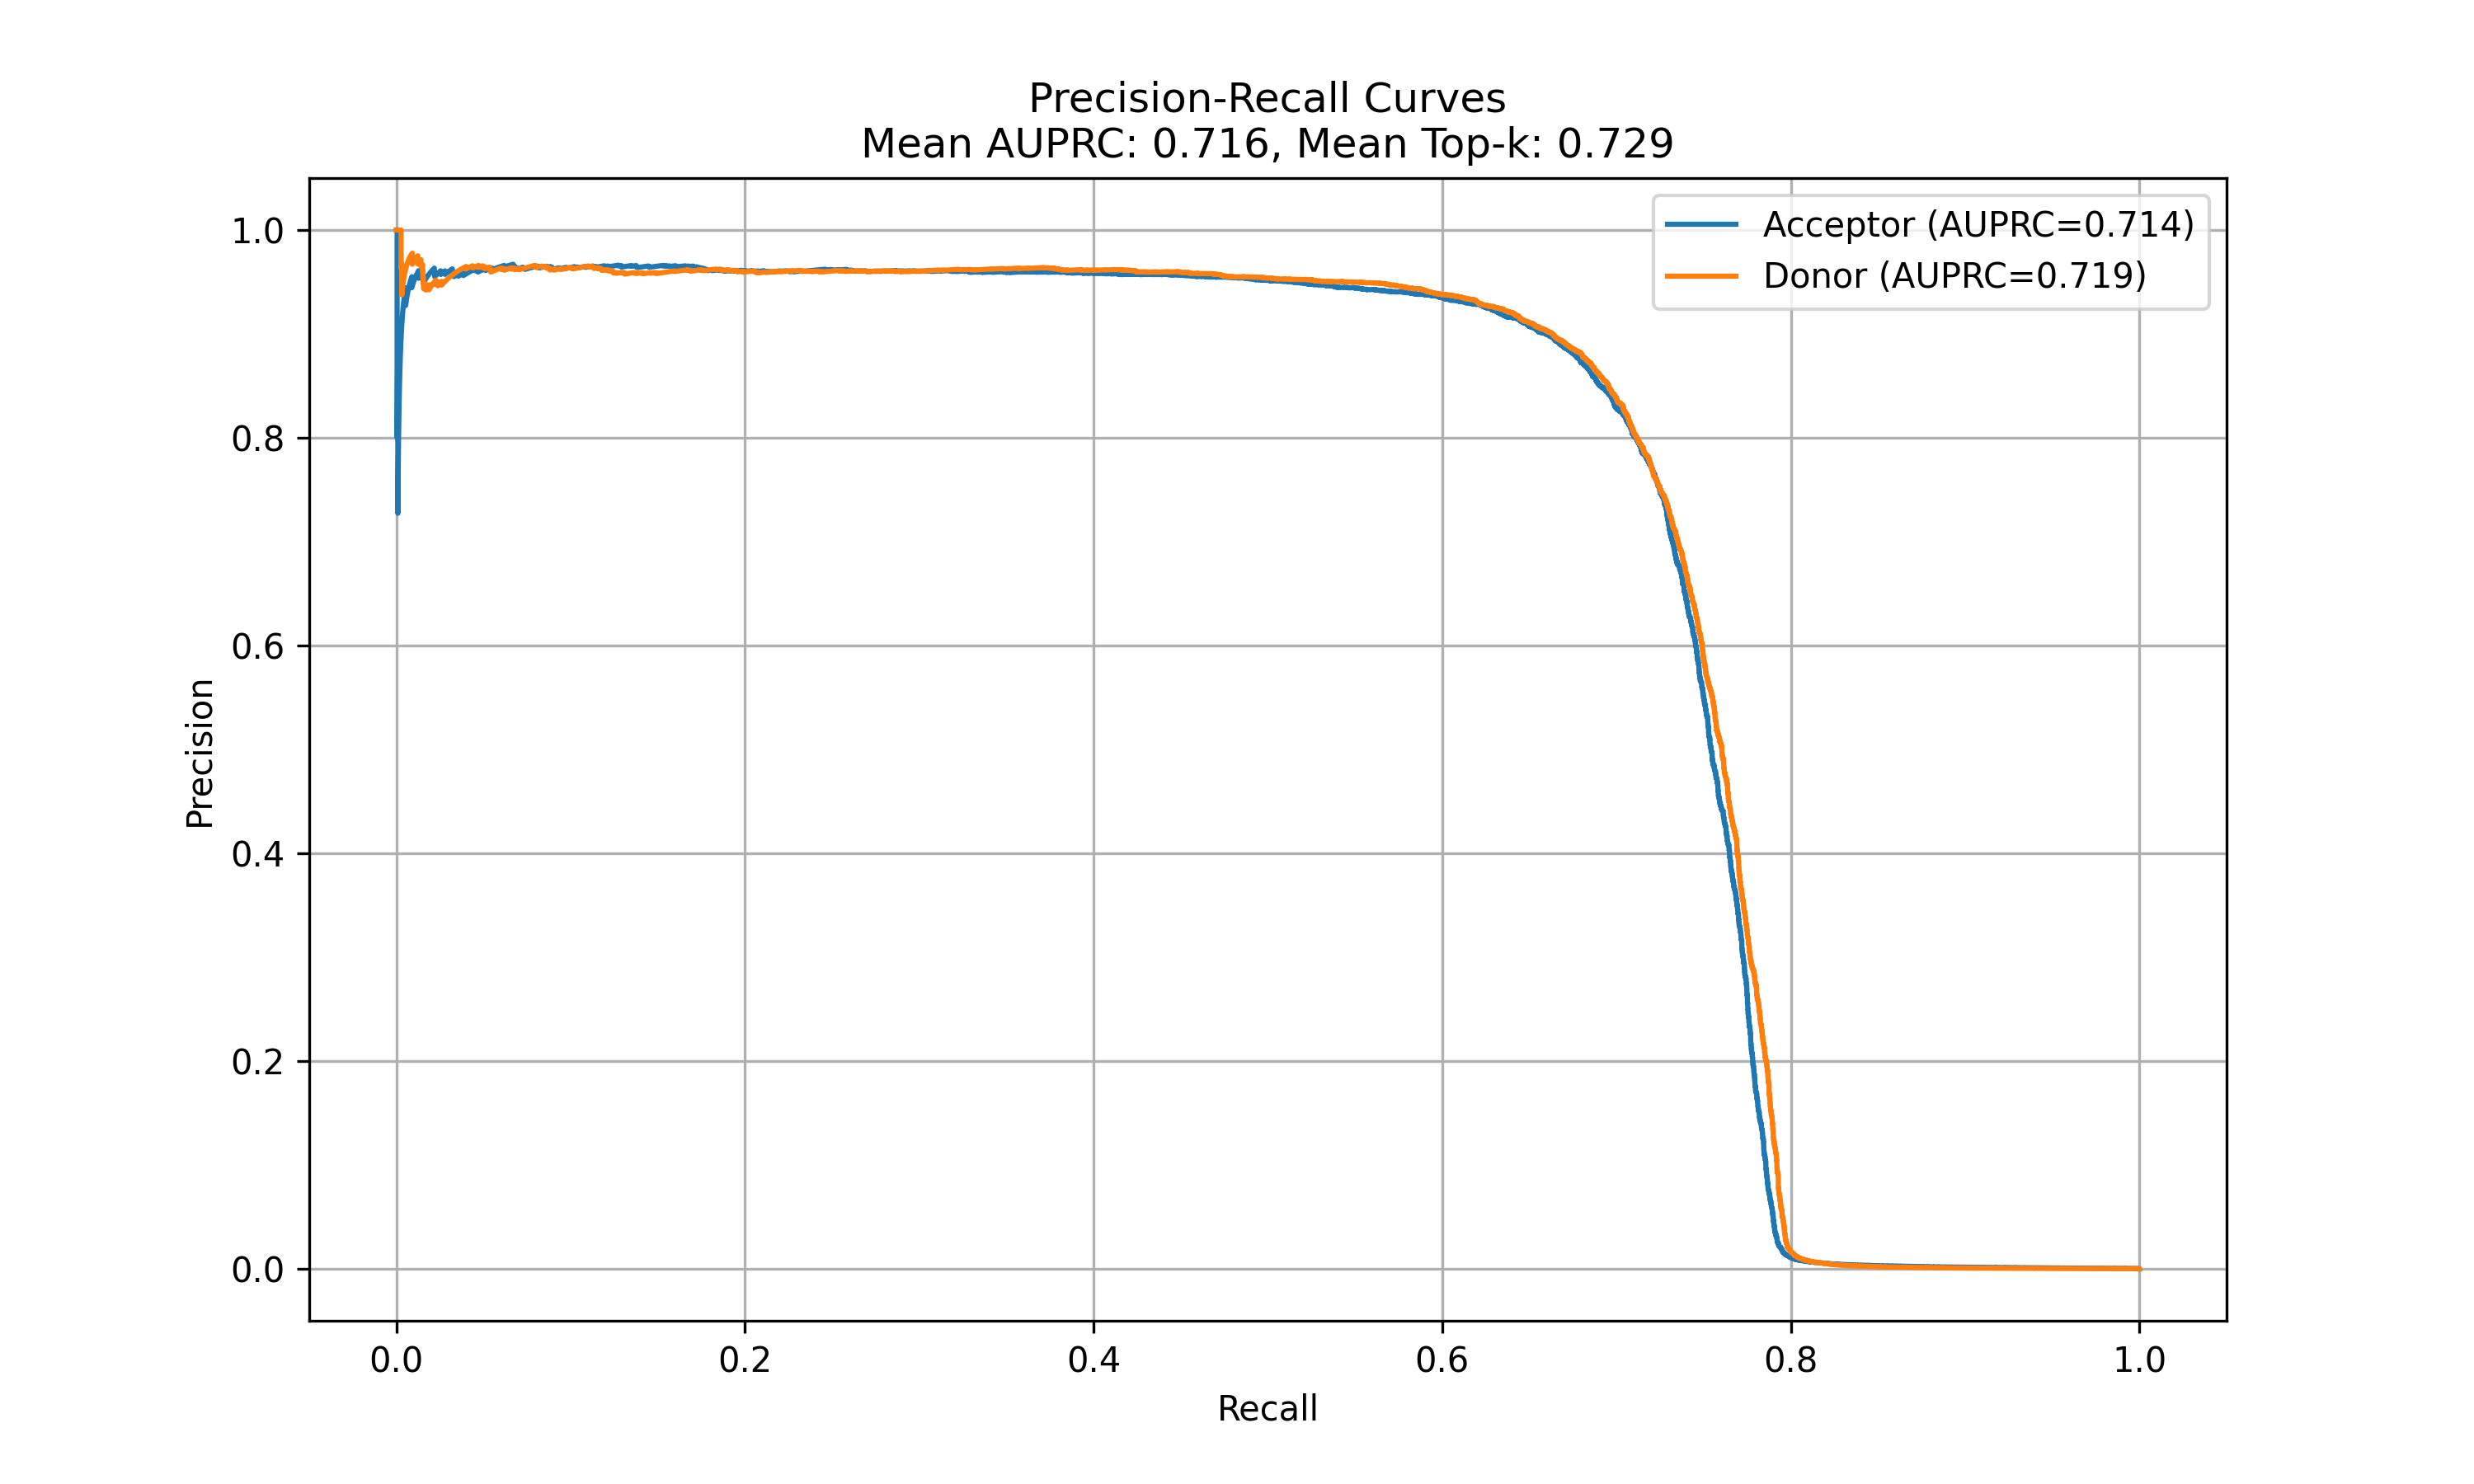 Precision-Recall Curves
Mean AUPRC: 0.716, Mean Top-k: 0.729
Acceptor (AUPRC=0.714)
Donor (AUPRC=0.719)
Precision
1.0
0.8
0.6
0.4
0.2
0.0
0.0 0.2 0.4 0.6 0.8 1.0
Recall